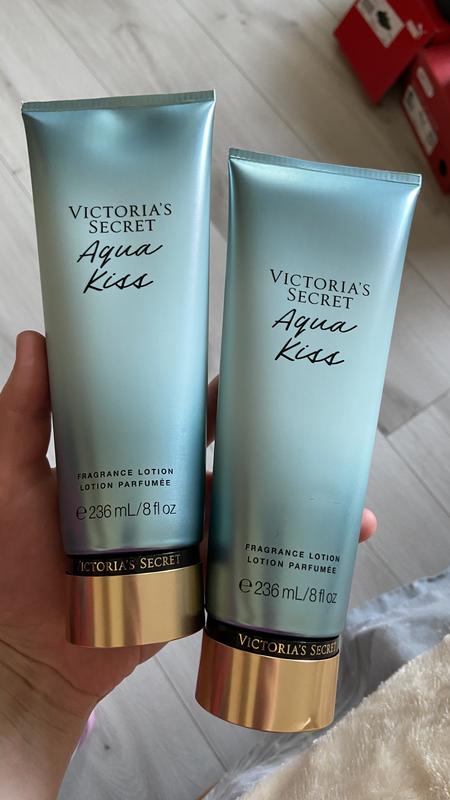 VICTORIA'S
SECRET
Aqua
Kiss
FRAGRANCE LOTION
LOTION PARFUMÉE
℮ 236 mL/8 fl oz
VICTORIA'S SECRET
VICTORIA'S
SECRET
Aqua
Kiss
FRAGRANCE LOTION
LOTION PARFUMÉE
℮ 236 mL/8 fl oz
VICTORIA'S SECRET